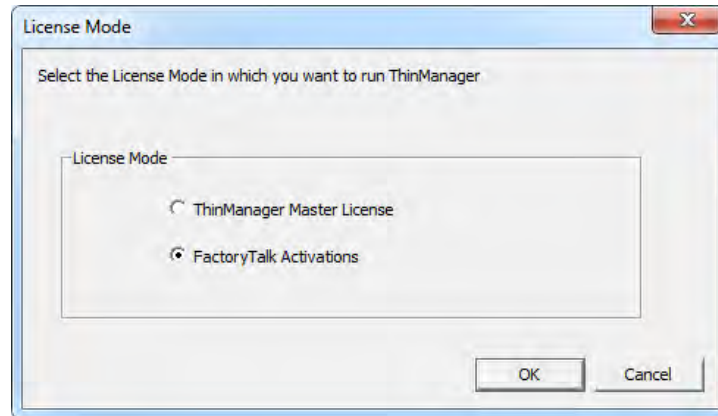 License Mode
Select the License Mode in which you want to run ThinManager
License Mode
ThinManager Master License
FactoryTalk Activations
OK
Cancel